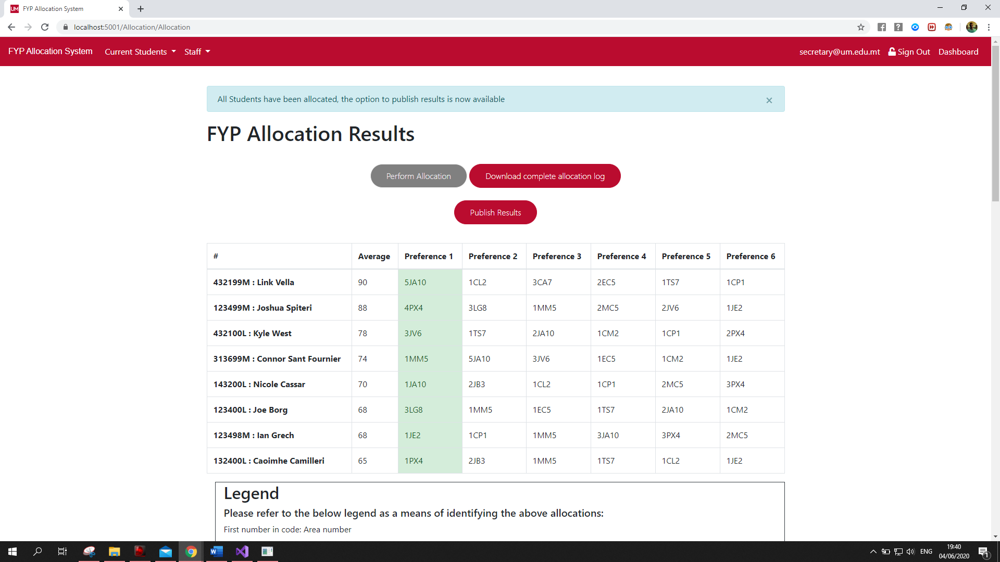 UM FYP Allocation System
localhost:5001/Allocation/Allocation
FYP Allocation System Current Students Staff secretary@um.edu.mt Sign Out Dashboard
All Students have been allocated, the option to publish results is now available ×
FYP Allocation Results
Perform Allocation Download complete allocation log
Publish Results
# Average Preference 1 Preference 2 Preference 3 Preference 4 Preference 5 Preference 6
432199M : Link Vella 90 5JA10 1CL2 3CA7 2EC5 1TS7 1CP1
123499M : Joshua Spiteri 88 4PX4 3LG8 1MM5 2MC5 2JV6 1JE2
432100L : Kyle West 78 3JV6 1TS7 2JA10 1CM2 1CP1 2PX4
313699M : Connor Sant Fournier 74 1MM5 5JA10 3JV6 1EC5 1CM2 1JE2
143200L : Nicole Cassar 70 1JA10 2JB3 1CL2 1CP1 2MC5 3PX4
123400L : Joe Borg 68 3LG8 1MM5 1EC5 1TS7 2JA10 1CM2
123498M : Ian Grech 68 1JE2 1CP1 1MM5 3JA10 3PX4 2MC5
132400L : Caoimhe Camilleri 65 1PX4 2JB3 1MM5 1TS7 1CL2 1JE2
Legend
Please refer to the below legend as a means of identifying the above allocations:
First number in code: Area number
ENG 19:40
04/06/2020 1